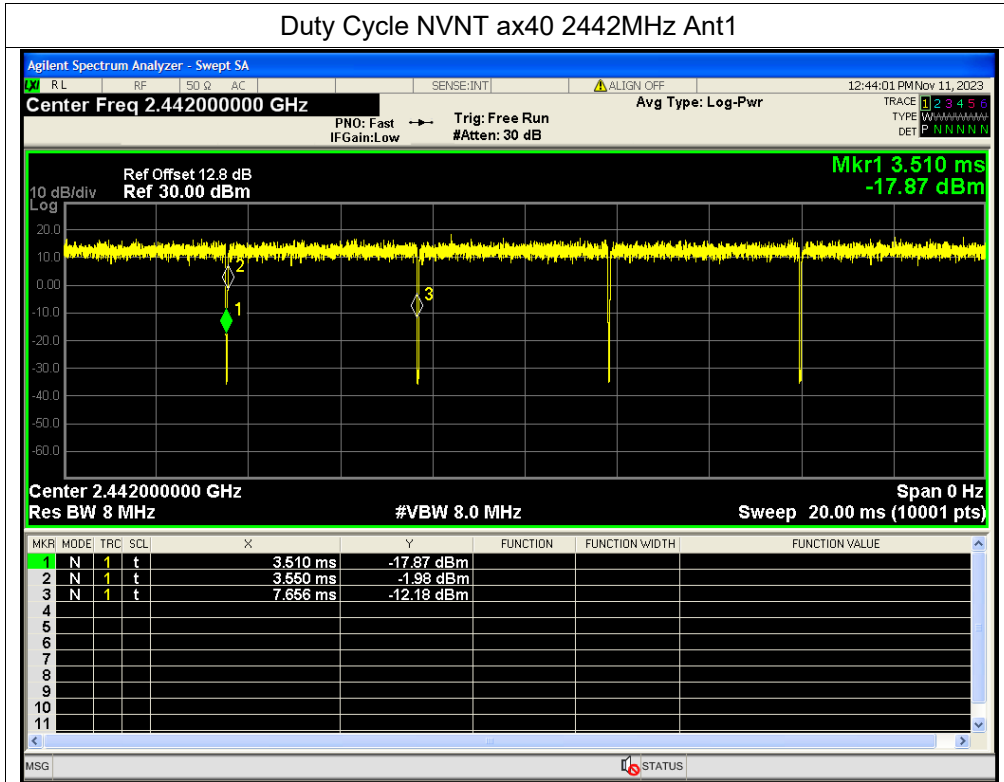 Duty Cycle NVNT ax40 2442MHz Ant1
Agilent Spectrum Analyzer - Swept SA
LXI RL RF 50 Ω AC SENSE:INT ALIGN OFF 12:44:01 PM Nov 11, 2023
Center Freq 2.442000000 GHz Avg Type: Log-Pwr TRACE 1 2 3 4 5 6
PNO: Fast Trig: Free Run TYPE WWWWWW
IFGain:Low #Atten: 30 dB DET P N N N N N
Mkr1 3.510 ms
Ref Offset 12.8 dB
10 dB/div Ref 30.00 dBm -17.87 dBm
Log
20.0
10.0
2
0.00
3
-10.0
1
-20.0
-30.0
-40.0
-50.0
-60.0
Center 2.442000000 GHz Span 0 Hz
Res BW 8 MHz #VBW 8.0 MHz Sweep 20.00 ms (10001 pts)
MKR MODE TRC SCL X Y FUNCTION FUNCTION WIDTH FUNCTION VALUE
1 N 1 t 3.510 ms -17.87 dBm
2 N 1 t 3.550 ms -1.98 dBm
3 N 1 t 7.656 ms -12.18 dBm
4
5
6
7
8
9
10
11
MSG STATUS